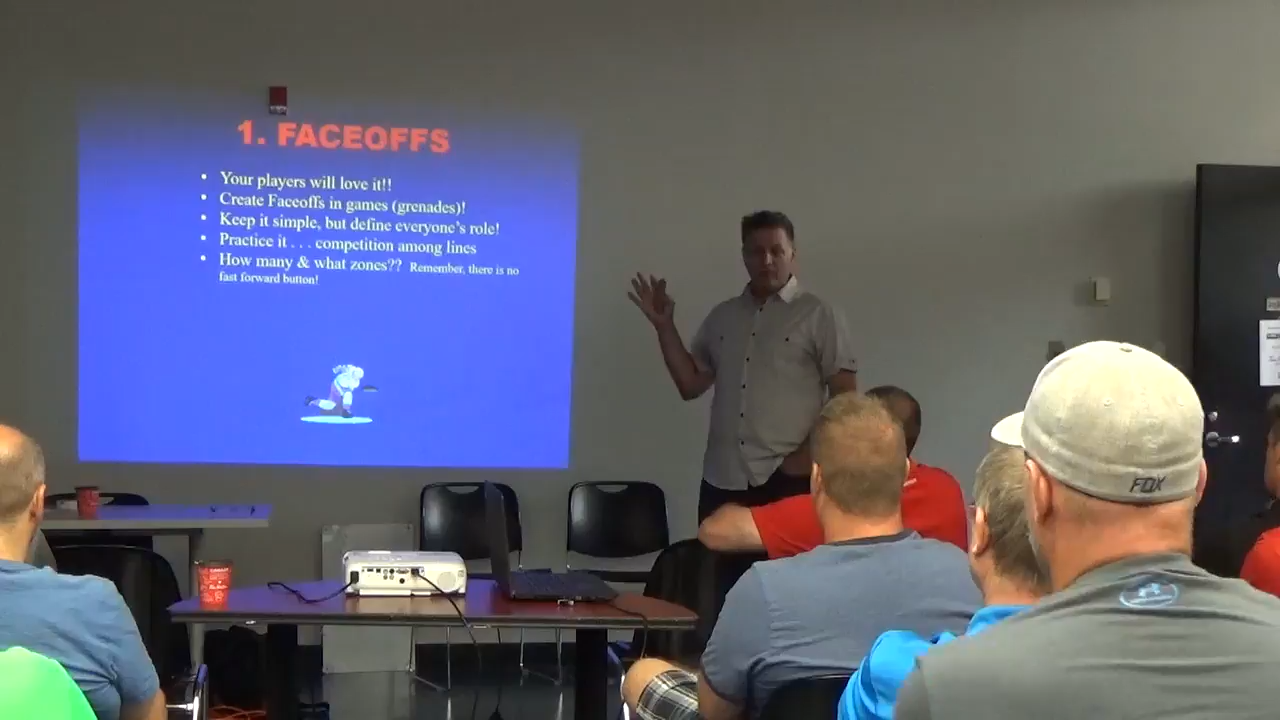 1. FACEOFFS
• Your players will love it!!
• Create Faceoffs in games (grenades)!
• Keep it simple, but define everyone's role!
• Practice it . . . competition among lines
• How many & what zones?? Remember, there is no
fast forward button!
FOX